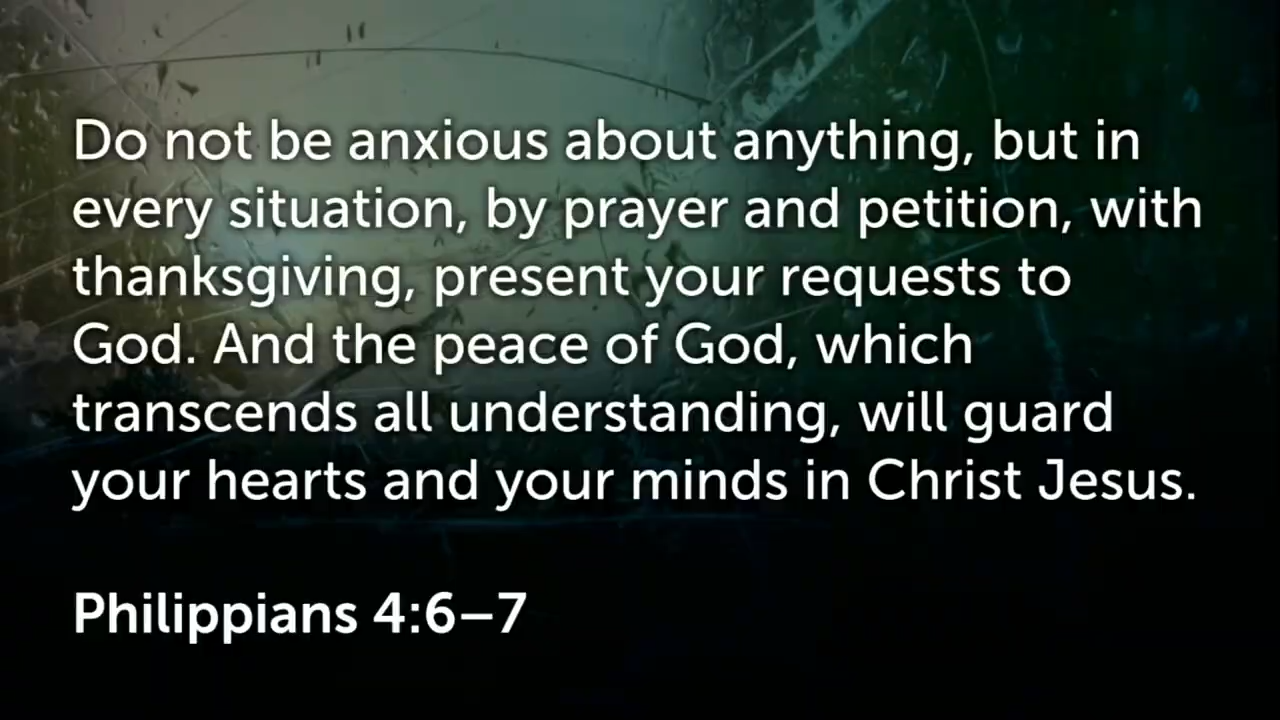 Do not be anxious about anything, but in
every situation, by prayer and petition, with
thanksgiving, present your requests to
God. And the peace of God, which
transcends all understanding, will guard
your hearts and your minds in Christ Jesus.
Philippians 4:6–7